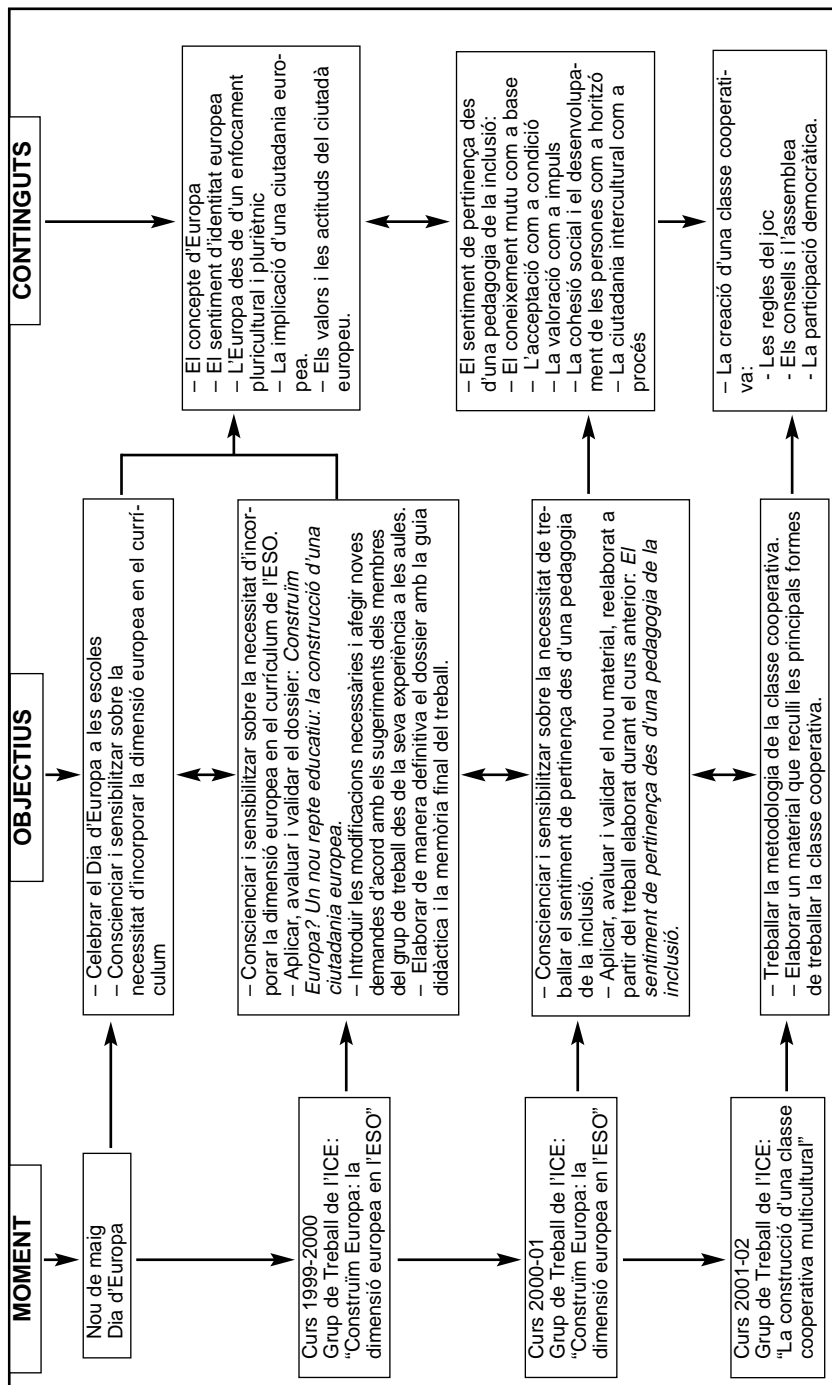 MOMENT
Nou de maig
Dia d'Europa
Curs 1999-2000
Grup de Treball de l'ICE:
“Construïm Europa: la
dimensió europea en l'ESO”
Curs 2000-01
Grup de Treball de l'ICE:
“Construïm Europa: la
dimensió europea en l'ESO”
Curs 2001-02
Grup de Treball de l'ICE:
“La construcció d'una classe
cooperativa multicultural”
OBJECTIUS
– Celebrar el Dia d'Europa a les escoles
– Conscienciar i sensibilitzar sobre la
necessitat d'incorporar la dimensió europea en el currí-
culum
– Conscienciar i sensibilitzar sobre la necessitat d'incor-
porar la dimensió europea en el currículum de l'ESO.
– Aplicar, avaluar i validar el dossier: Construïm
Europa? Un nou repte educatiu: la construcció d'una
ciutadania europea.
– Introduir les modificacions necessàries i afegir noves
demandes d'acord amb els sugeriments dels membres
del grup de treball des de la seva experiència a les aules.
– Elaborar de manera definitiva el dossier amb la guia
didàctica i la memòria final del treball.
– Conscienciar i sensibilitzar sobre la necessitat de tre-
ballar el sentiment de pertinença des d'una pedagogia
de la inclusió.
– Aplicar, avaluar i validar el nou material, reelaborat a
partir del treball elaborat durant el curs anterior: El
sentiment de pertinença des d'una pedagogia de la
inclusió.
– Treballar la metodologia de la classe cooperativa.
– Elaborar un material que reculli les principals formes
de treballar la classe cooperativa.
CONTINGUTS
– El concepte d'Europa
– El sentiment d'identitat europea
– L'Europa des de d'un enfocament
pluricultural i pluriètnic
– La implicació d'una ciutadania euro-
pea.
– Els valors i les actituds del ciutadà
europeu.
– El sentiment de pertinença des
d'una pedagogia de la inclusió:
– El coneixement mutu com a base
– L'acceptació com a condició
– La valoració com a impuls
– La cohesió social i el desenvolupa-
ment de les persones com a horitzó
– La ciutadania intercultural com a
procés
– La creació d'una classe cooperati-
va:
- Les regles del joc
- Els consells i l'assemblea
- La participació democràtica.